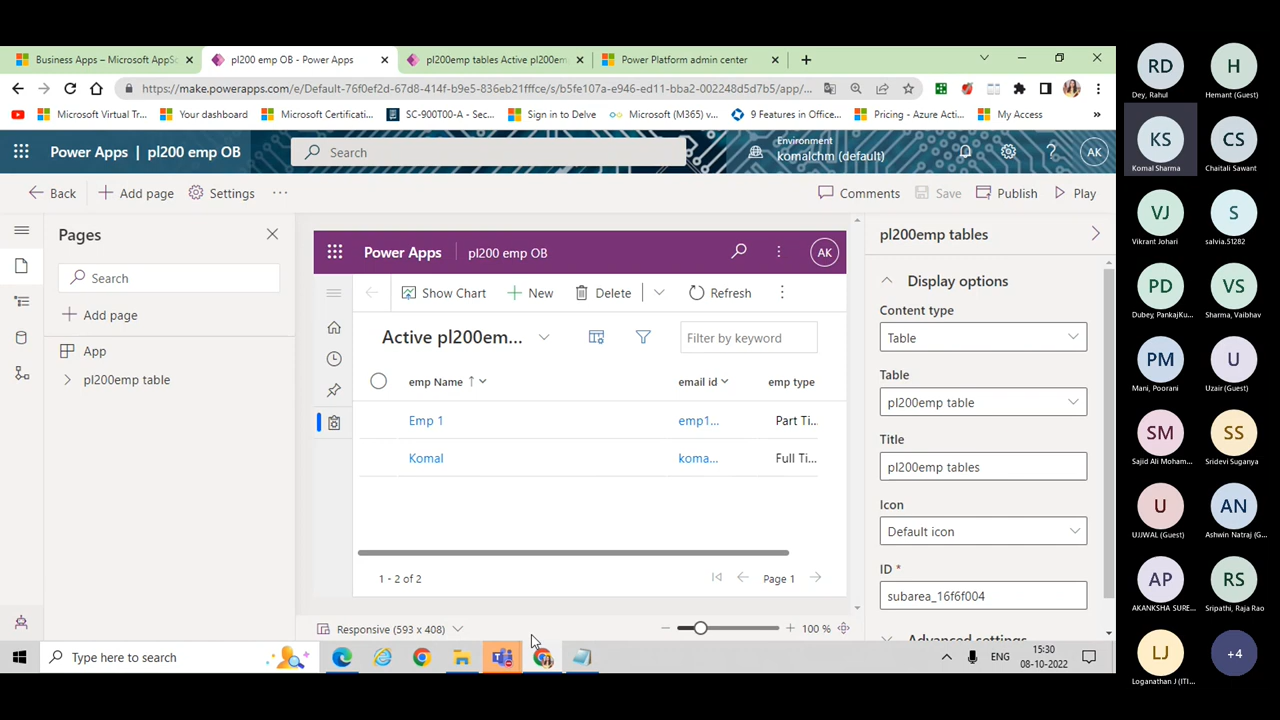 Business Apps – Microsoft AppS
pl200 emp OB - Power Apps
pl200emp tables Active pl200em
Power Platform admin center
https://make.powerapps.com/e/Default-76f0f12d-67d8-414f-b9e5-836eb21fffce/s/b5fe107a-e946-ed11-bba2-002248d5d7b5/app/...
Microsoft Virtual Tr...
Your dashboard
Microsoft Certificati...
SC-900T00-A - Sec...
Sign in to Delve
Microsoft (M365) v...
9 Features in Office...
Pricing - Azure Acti...
My Access
Power Apps | pl200 emp OB
Search
Environment
komalchm (default)
AK
Back
Add page
Settings
Comments
Save
Publish
Play
Pages
Search
Add page
App
pl200emp table
Power Apps
pl200 emp OB
AK
Show Chart
New
Delete
Refresh
Active pl200em...
Filter by keyword
emp Name
email id
emp type
Emp 1
emp1...
Part Ti...
Komal
koma...
Full Ti...
1 - 2 of 2
Page 1
Responsive (593 x 408)
100 %
pl200emp tables
Display options
Content type
Table
Table
pl200emp table
Title
pl200emp tables
Icon
Default icon
ID *
subarea_16f6f004
Advanced settings
Type here to search
ENG
15:30
08-10-2022
RD
Dey, Rahul
H
Hemant (Guest)
KS
Komal Sharma
CS
Chaitali Sawant
VJ
Vikrant Johari
S
salvia.51282
PD
Dubey, PankajKu...
VS
Sharma, Vaibhav
PM
Mani, Poorani
U
Uzair (Guest)
SM
Sajid Ali Moham...
SS
Sridevi Suganya
U
UJJWAL (Guest)
AN
Ashwin Natraj (G...
AP
AKANKSHA SURE...
RS
Sripathi, Raja Rao
LJ
Loganathan J (ITI...
+4